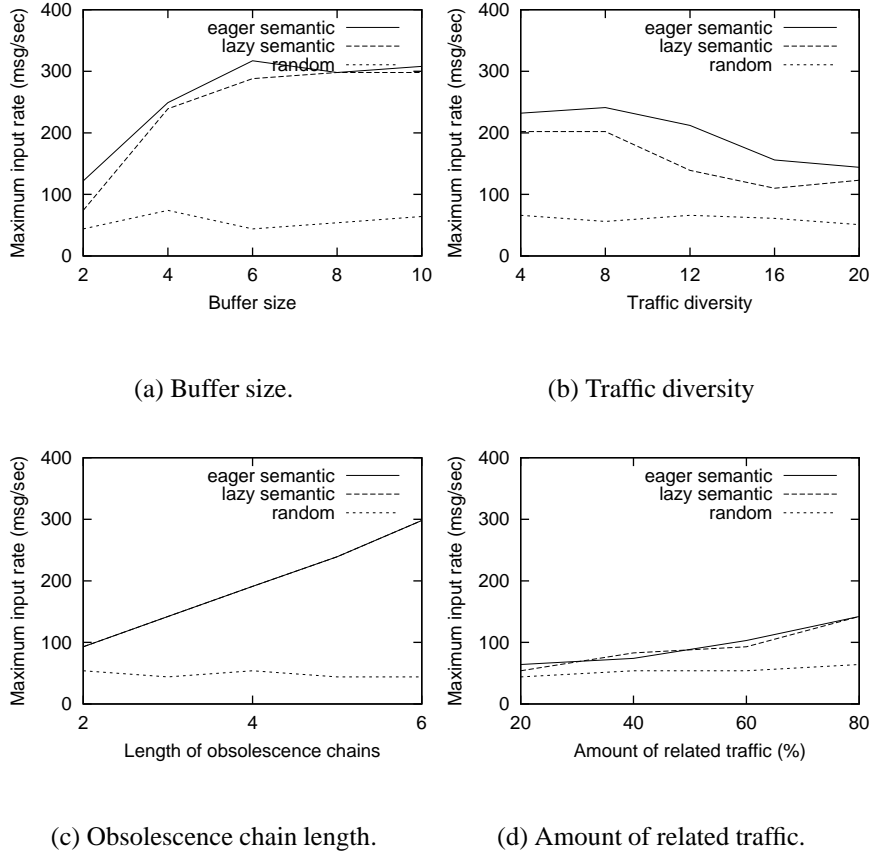 400
300
200
100
0
2
4
6
8
10
Maximum input rate (msg/sec)
Buffer size
eager semantic
lazy semantic
random
(a) Buffer size.
400
300
200
100
0
4
8
12
16
20
Maximum input rate (msg/sec)
Traffic diversity
eager semantic
lazy semantic
random
(b) Traffic diversity
400
300
200
100
0
2
4
6
Maximum input rate (msg/sec)
Length of obsolescence chains
eager semantic
lazy semantic
random
(c) Obsolescence chain length.
400
300
200
100
0
20
40
60
80
Maximum input rate (msg/sec)
Amount of related traffic (%)
eager semantic
lazy semantic
random
(d) Amount of related traffic.